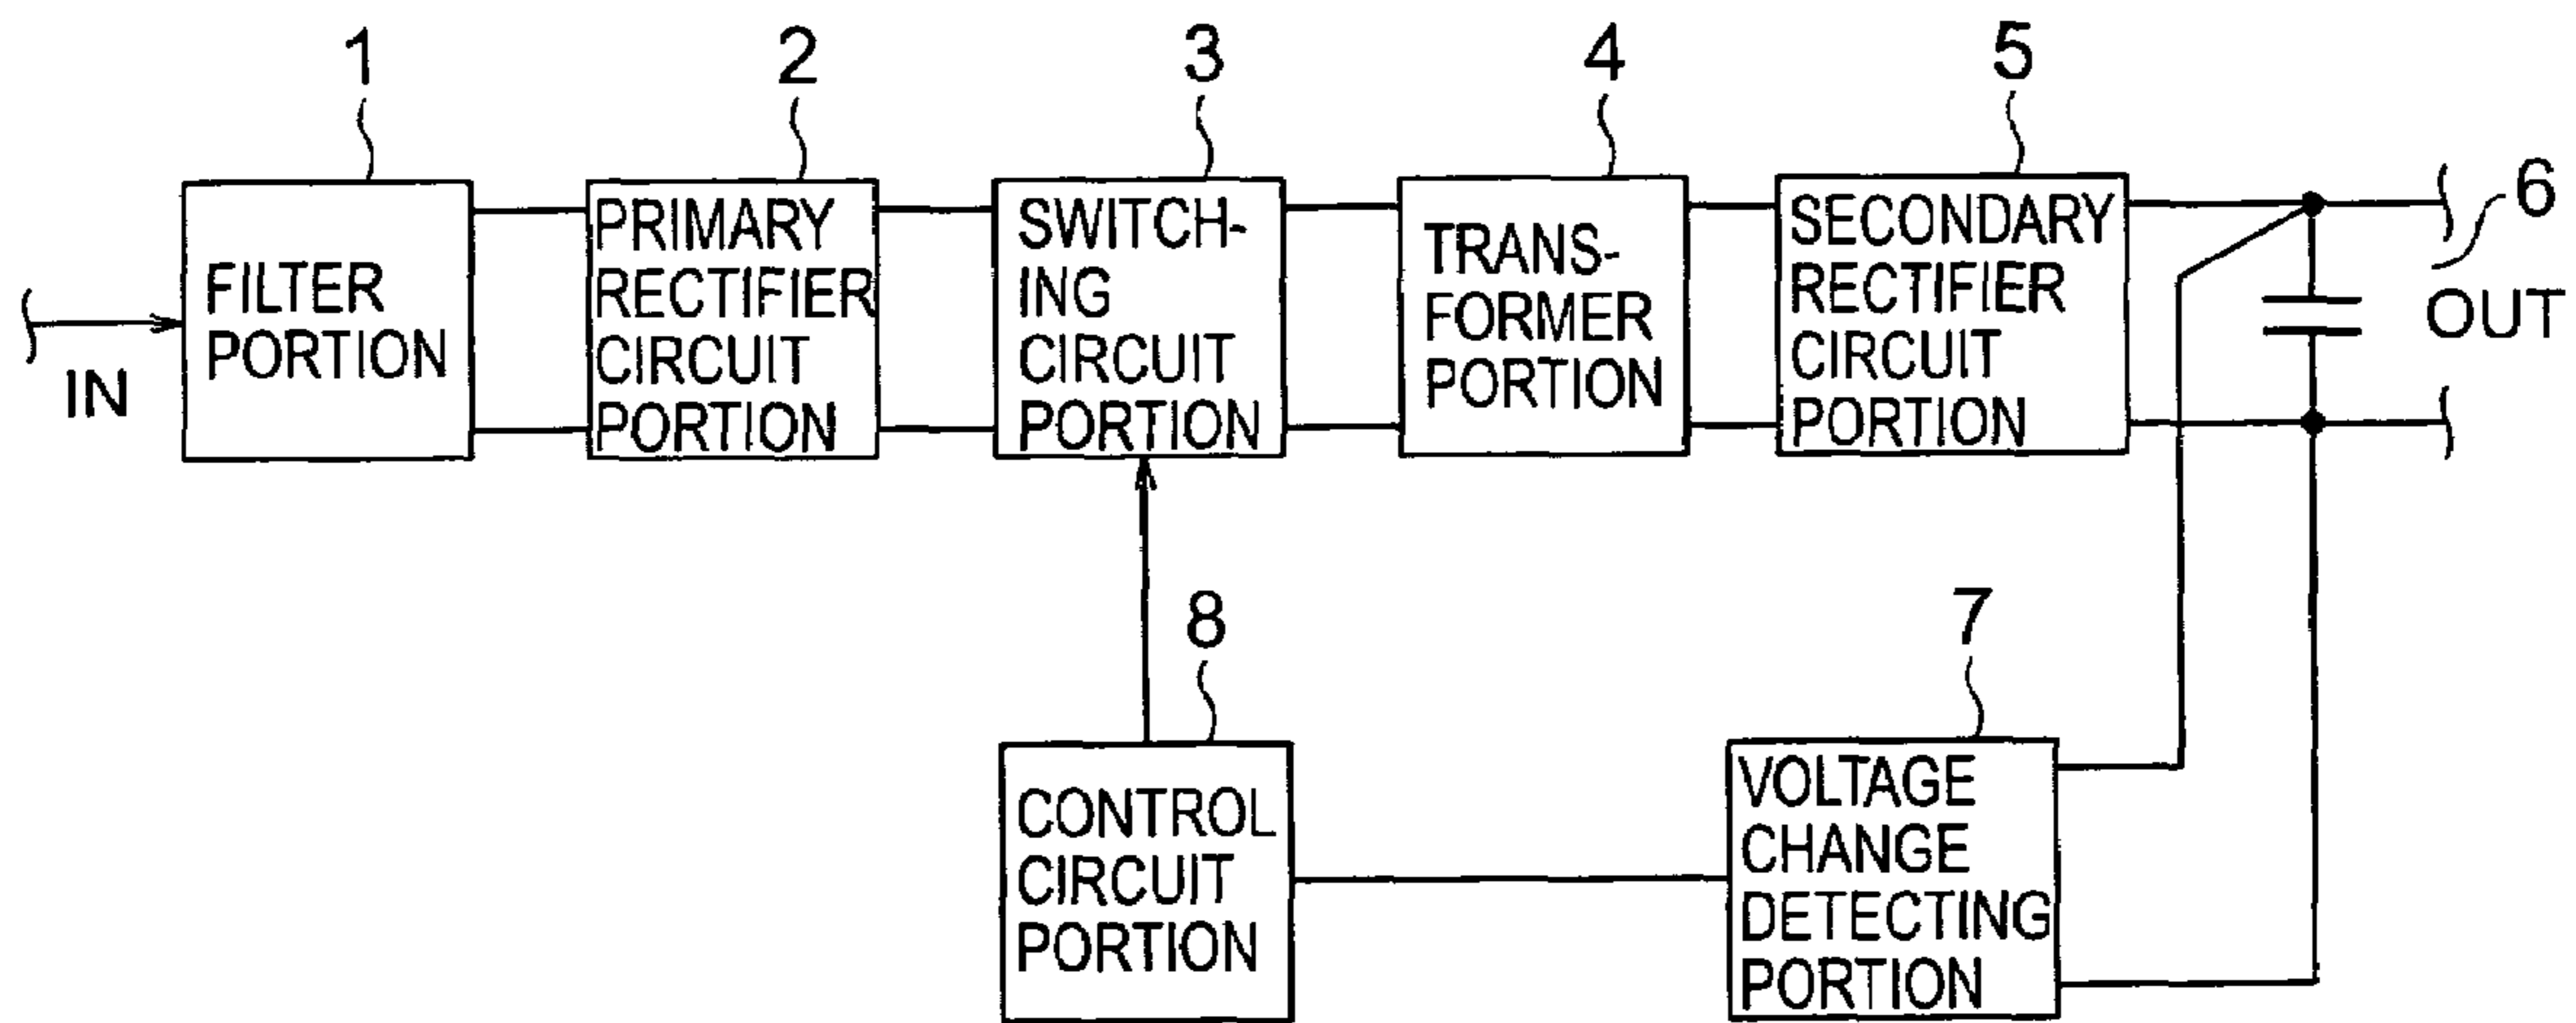 1
2
3
4
5
6
FILTER
PORTION
PRIMARY
RECTIFIER
CIRCUIT
PORTION
SWITCH-
ING
CIRCUIT
PORTION
TRANS-
FORMER
PORTION
SECONDARY
RECTIFIER
CIRCUIT
PORTION
IN
OUT
8
7
CONTROL
CIRCUIT
PORTION
VOLTAGE
CHANGE
DETECTING
PORTION